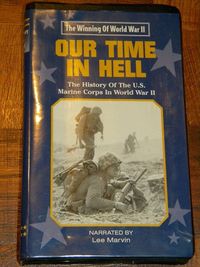 The Winning Of World War II
OUR TIME
IN HELL
The History Of The U.S.
Marine Corps In World War II
NARRATED BY
Lee Marvin